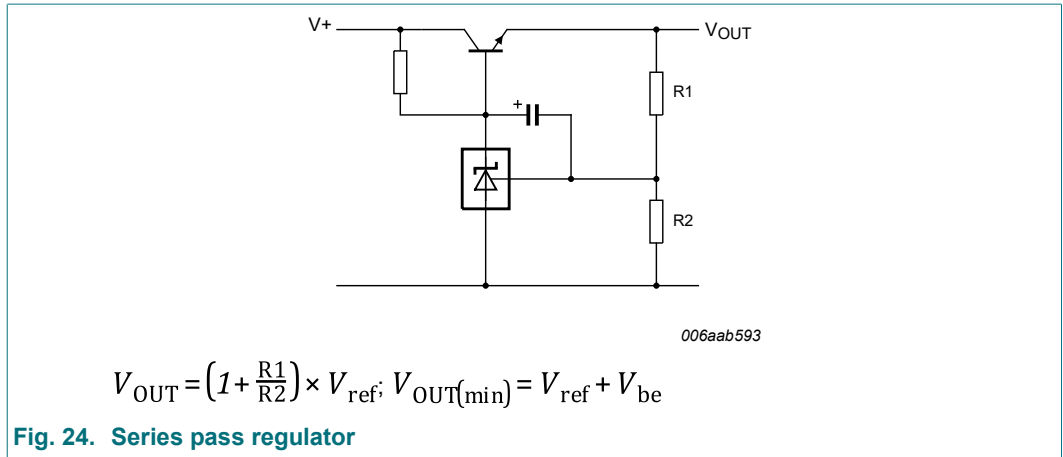 V+
VOUT
R1
+
R2
006aab593
VOUT = (1 + R1/R2) × Vref; VOUT(min) = Vref + Vbe
Fig. 24. Series pass regulator